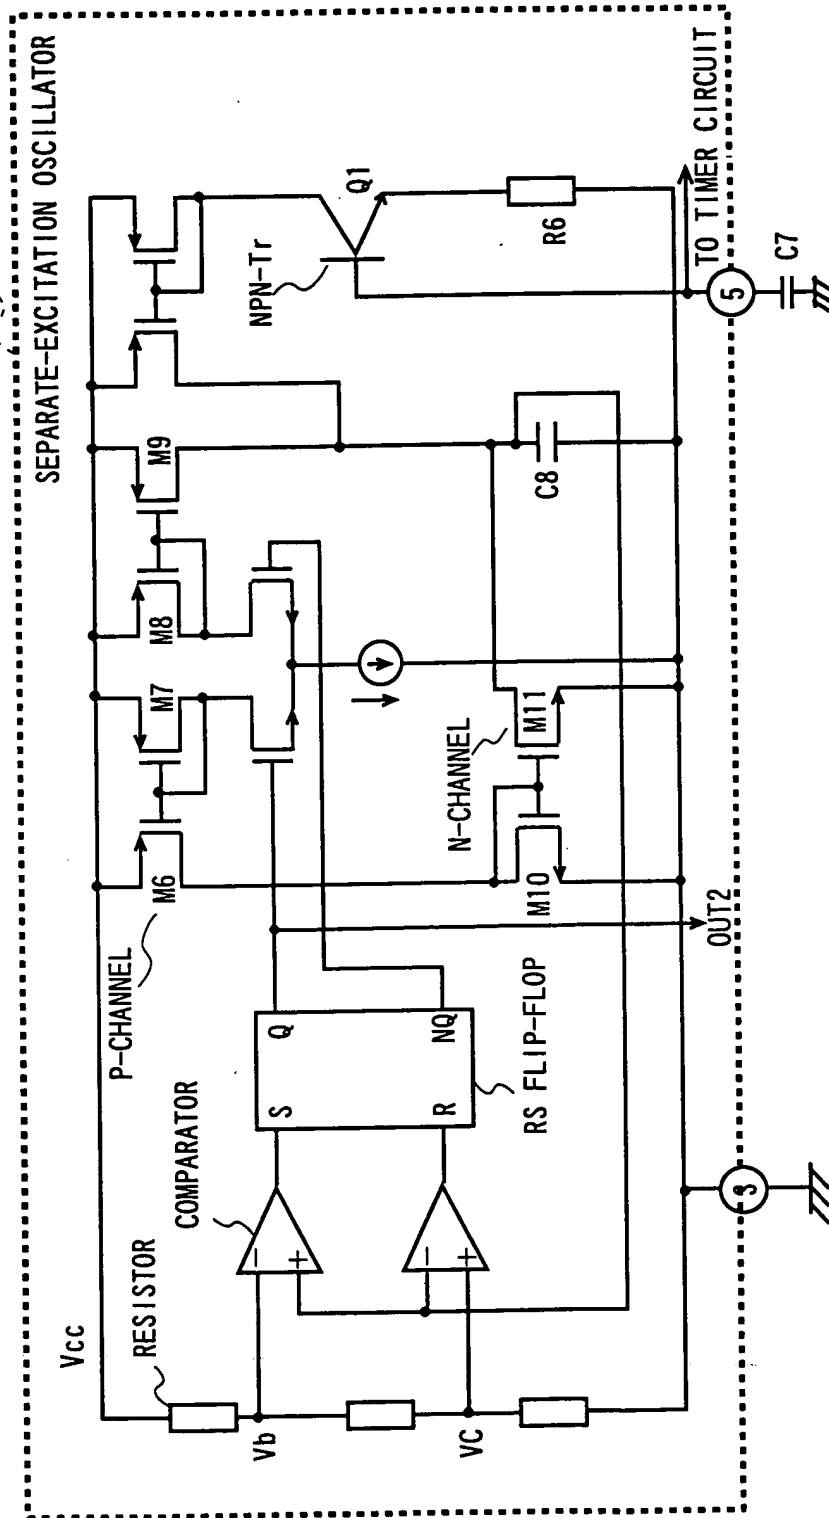 SEPARATE-EXCITATION OSCILLATOR
Vcc
RESISTOR
COMPARATOR
P-CHANNEL
M6
M7
M8
M9
NPN-Tr
Q1
R6
Vb
VC
−
+
−
+
S
R
Q
NQ
RS FLIP-FLOP
N-CHANNEL
M10
M11
C8
OUT2
TO TIMER CIRCUIT
3
5
C7